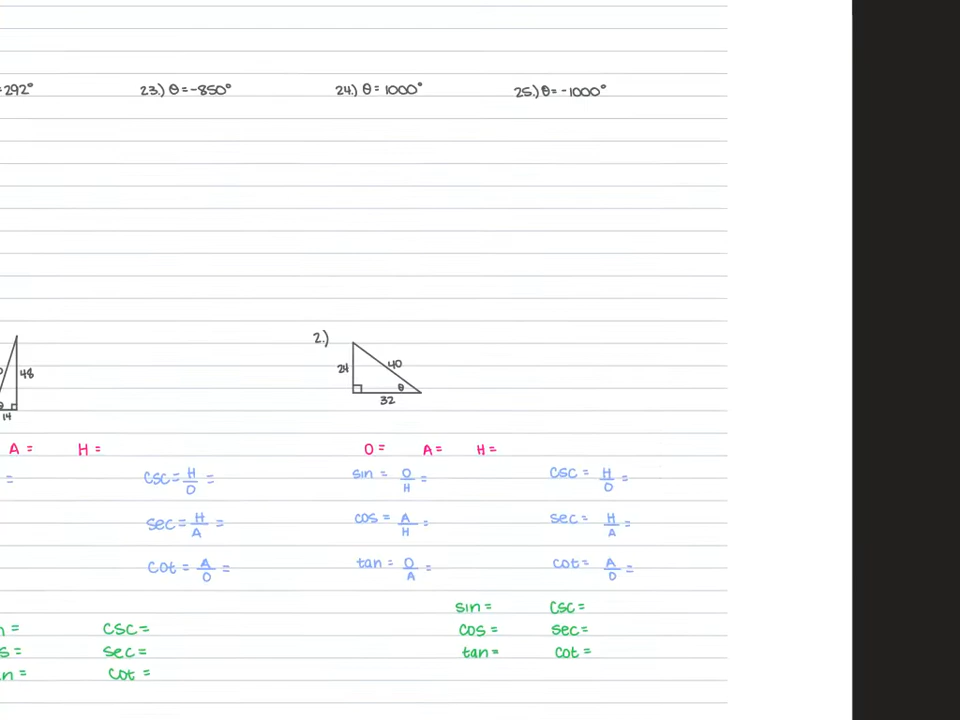 =292° 23.) θ=-850° 24.) θ=1000° 25.) θ=-1000°
2.)
48 24 40
θ θ
14 32
A= H= O= A= H=
= csc=H/O= sin=O/H= csc=H/O=
sec=H/A= cos=A/H= sec=H/A=
cot=A/O= tan=O/A= cot=A/O=
sin= csc=
n= csc= cos= sec=
s= sec= tan= cot=
n= cot=